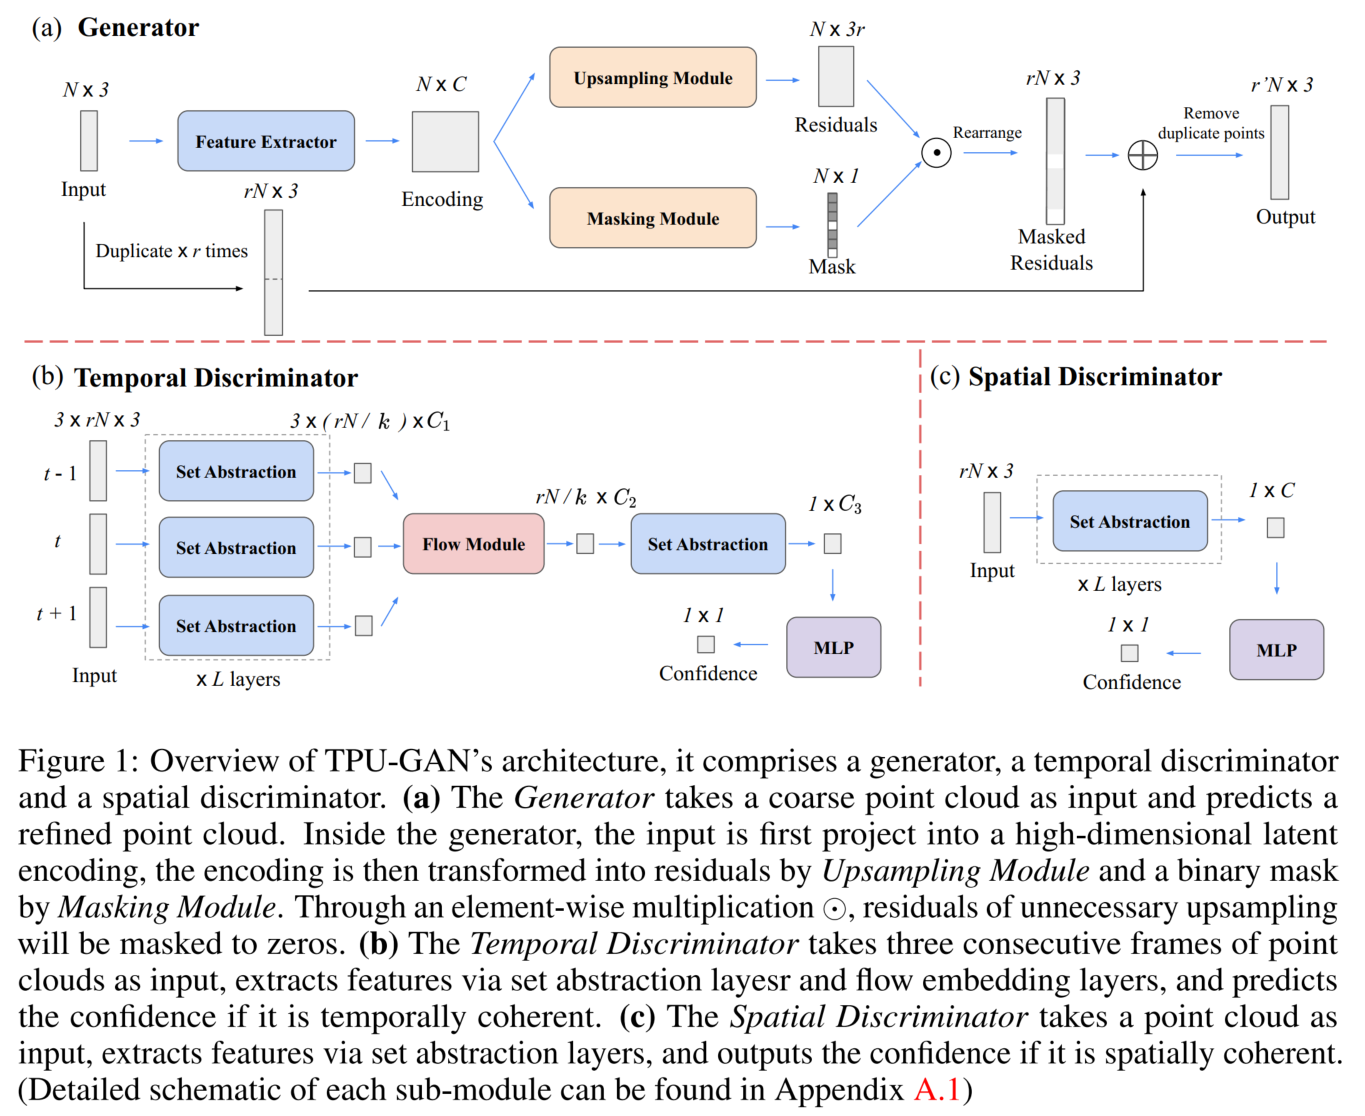 (a) Generator
N x 3
Input
Feature Extractor
N x C
Encoding
Upsampling Module
Masking Module
N x 3r
Residuals
N x 1
Mask
Rearrange
rN x 3
Masked
Residuals
Remove
duplicate points
r’N x 3
Output
Duplicate x r times
rN x 3
(b) Temporal Discriminator
3 x rN x 3
t - 1
t
t + 1
Input
Set Abstraction
Set Abstraction
Set Abstraction
x L layers
3 x (rN / k ) x C1
Flow Module
rN / k x C2
Set Abstraction
1 x C3
MLP
1 x 1
Confidence
(c) Spatial Discriminator
rN x 3
Input
Set Abstraction
x L layers
1 x C
MLP
1 x 1
Confidence
Figure 1: Overview of TPU-GAN’s architecture, it comprises a generator, a temporal discriminator
and a spatial discriminator. (a) The Generator takes a coarse point cloud as input and predicts a
refined point cloud. Inside the generator, the input is first project into a high-dimensional latent
encoding, the encoding is then transformed into residuals by Upsampling Module and a binary mask
by Masking Module. Through an element-wise multiplication ⊙, residuals of unnecessary upsampling
will be masked to zeros. (b) The Temporal Discriminator takes three consecutive frames of point
clouds as input, extracts features via set abstraction layesr and flow embedding layers, and predicts
the confidence if it is temporally coherent. (c) The Spatial Discriminator takes a point cloud as
input, extracts features via set abstraction layers, and outputs the confidence if it is spatially coherent.
(Detailed schematic of each sub-module can be found in Appendix A.1)